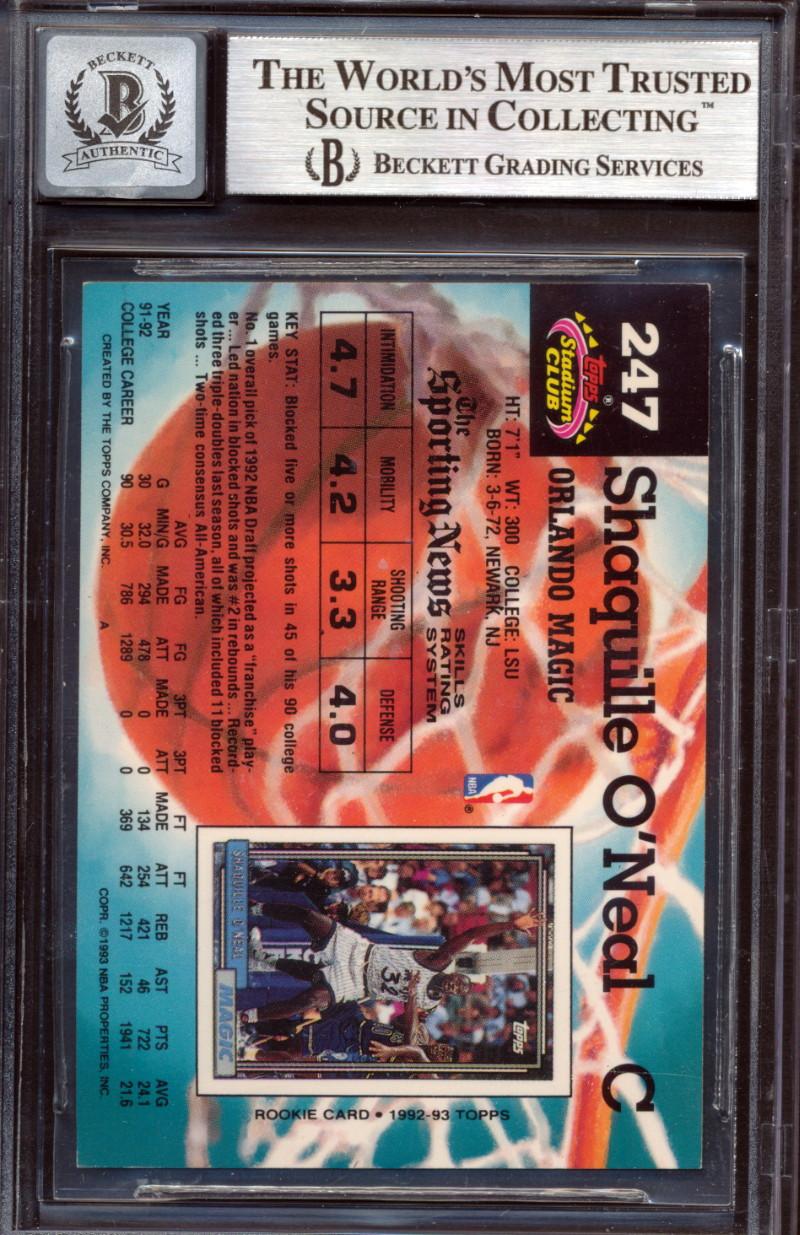 BECKETT
B
AUTHENTIC
THE WORLD'S MOST TRUSTED
SOURCE IN COLLECTING™
B BECKETT GRADING SERVICES
247
TOPPS®
Stadium
CLUB
Shaquille O'Neal C
ORLANDO MAGIC
HT: 7'1" WT: 300 COLLEGE: LSU
BORN: 3-6-72, NEWARK, NJ
The Sporting News
SKILLS
RATING
SYSTEM
NBA ®
INTIMIDATION MOBILITY SHOOTING RANGE DEFENSE
4.7 4.2 3.3 4.0
KEY STAT: Blocked five or more shots in 45 of his 90 college
games.
No. 1 overall pick of 1992 NBA Draft projected as a "franchise" play-
er ... Led nation in blocked shots and was #2 in rebounds ... Record-
ed three triple-doubles last season, all of which included 11 blocked
shots ... Two-time consensus All-American.
TOPPS
32
SHAQUILLE O'NEAL
MAGIC
ROOKIE CARD • 1992-93 TOPPS
AVG FG FG 3PT 3PT FT FT
YEAR G MIN/G MADE ATT MADE ATT MADE ATT REB AST PTS AVG
91-92 30 32.0 294 478 0 0 134 254 421 46 722 24.1
COLLEGE CAREER 90 30.5 786 1289 0 0 369 642 1217 152 1941 21.6
CREATED BY THE TOPPS COMPANY, INC. A COPR. ©1993 NBA PROPERTIES, INC.